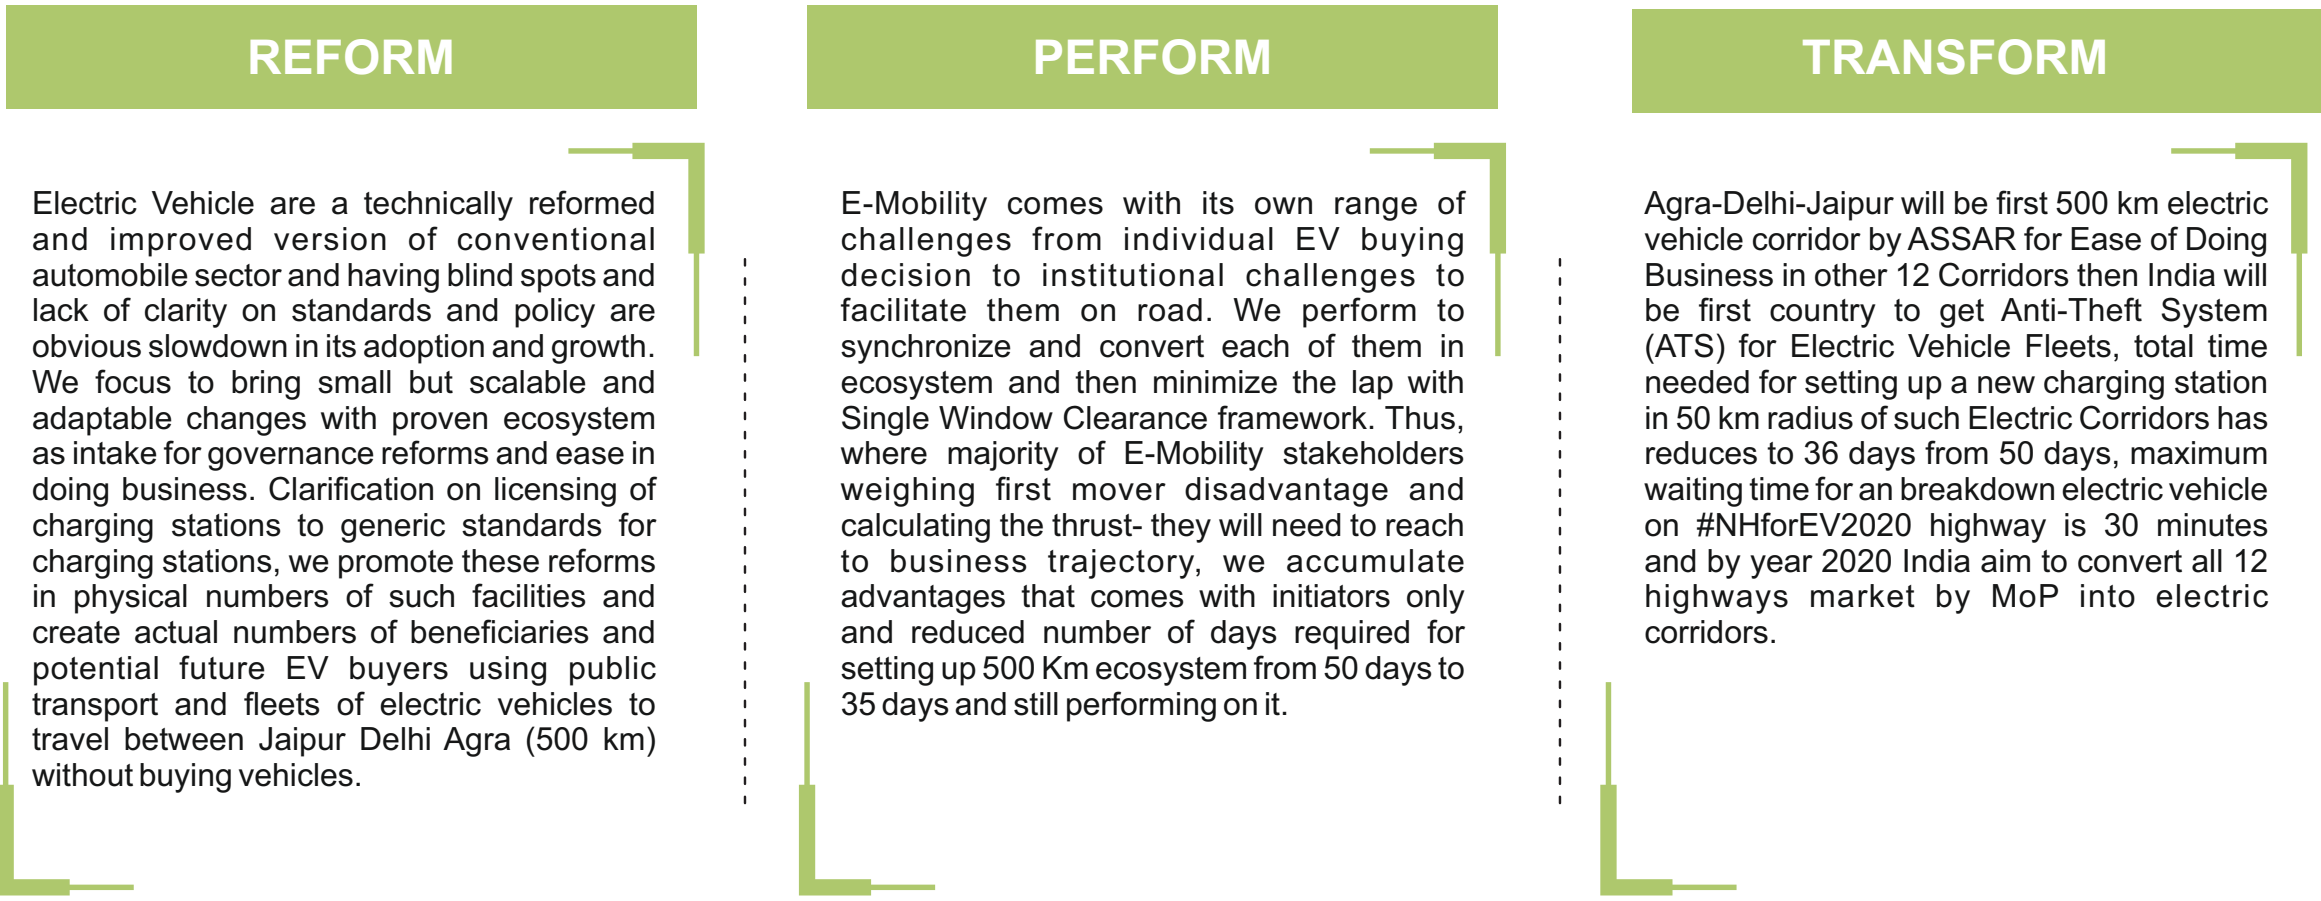 REFORM
Electric Vehicle are a technically reformed
and improved version of conventional
automobile sector and having blind spots and
lack of clarity on standards and policy are
obvious slowdown in its adoption and growth.
We focus to bring small but scalable and
adaptable changes with proven ecosystem
as intake for governance reforms and ease in
doing business. Clarification on licensing of
charging stations to generic standards for
charging stations, we promote these reforms
in physical numbers of such facilities and
create actual numbers of beneficiaries and
potential future EV buyers using public
transport and fleets of electric vehicles to
travel between Jaipur Delhi Agra (500 km)
without buying vehicles.
PERFORM
E-Mobility comes with its own range of
challenges from individual EV buying
decision to institutional challenges to
facilitate them on road. We perform to
synchronize and convert each of them in
ecosystem and then minimize the lap with
Single Window Clearance framework. Thus,
where majority of E-Mobility stakeholders
weighing first mover disadvantage and
calculating the thrust- they will need to reach
to business trajectory, we accumulate
advantages that comes with initiators only
and reduced number of days required for
setting up 500 Km ecosystem from 50 days to
35 days and still performing on it.
TRANSFORM
Agra-Delhi-Jaipur will be first 500 km electric
vehicle corridor by ASSAR for Ease of Doing
Business in other 12 Corridors then India will
be first country to get Anti-Theft System
(ATS) for Electric Vehicle Fleets, total time
needed for setting up a new charging station
in 50 km radius of such Electric Corridors has
reduces to 36 days from 50 days, maximum
waiting time for an breakdown electric vehicle
on #NHforEV2020 highway is 30 minutes
and by year 2020 India aim to convert all 12
highways market by MoP into electric
corridors.